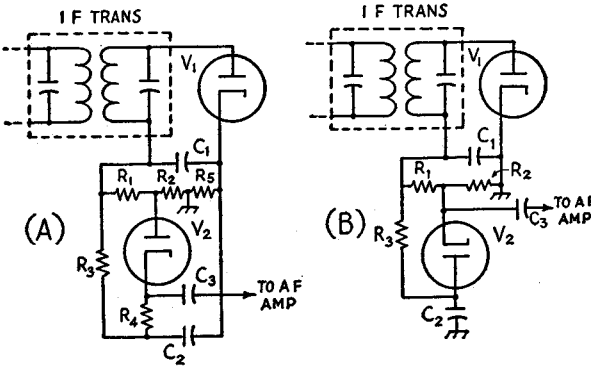 I F TRANS
V1
C1
R1 R2 R5
(A)
V2
R3
C3
TO A F
AMP
R4
C2
I F TRANS
V1
C1
R1
R2
(B)
C3
TO A F
AMP
R3
V2
C2